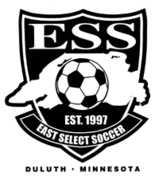 ESS
EST. 1997
EAST SELECT SOCCER
DULUTH • MINNESOTA